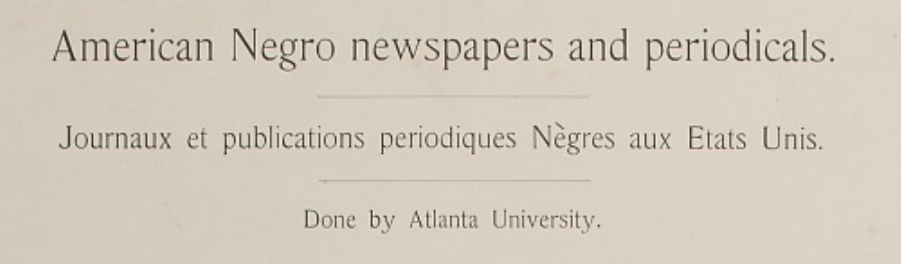 American Negro newspapers and periodicals.
Journaux et publications periodiques Nègres aux Etats Unis.
Done by Atlanta University.